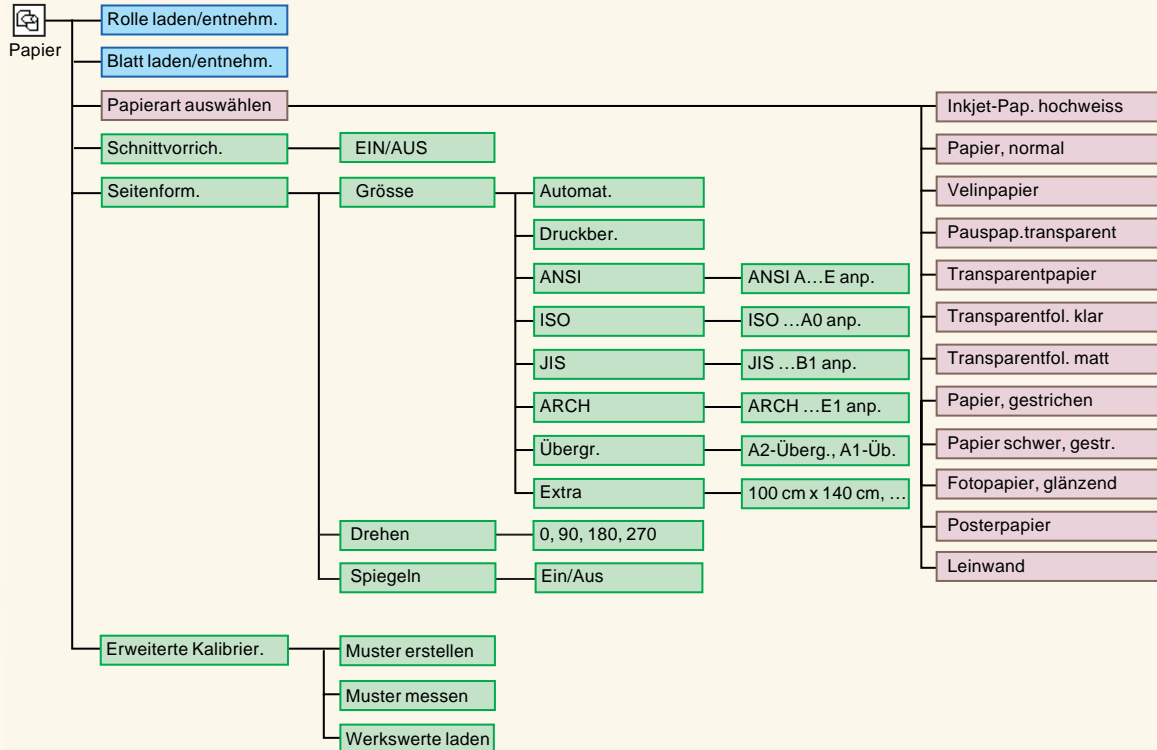 Papier
Rolle laden/entnehm.
Blatt laden/entnehm.
Papierart auswählen
Inkjet-Pap. hochweiss
Papier, normal
Velinpapier
Pauspap.transparent
Transparentpapier
Transparentfol. klar
Transparentfol. matt
Papier, gestrichen
Papier schwer, gestr.
Fotopapier, glänzend
Posterpapier
Leinwand
Schnittvorrich.
EIN/AUS
Seitenform.
Grösse
Automat.
Druckber.
ANSI
ANSI A…E anp.
ISO
ISO …A0 anp.
JIS
JIS …B1 anp.
ARCH
ARCH …E1 anp.
Übergr.
A2-Überg., A1-Üb.
Extra
100 cm x 140 cm, …
Drehen
0, 90, 180, 270
Spiegeln
Ein/Aus
Erweiterte Kalibrier.
Muster erstellen
Muster messen
Werkswerte laden